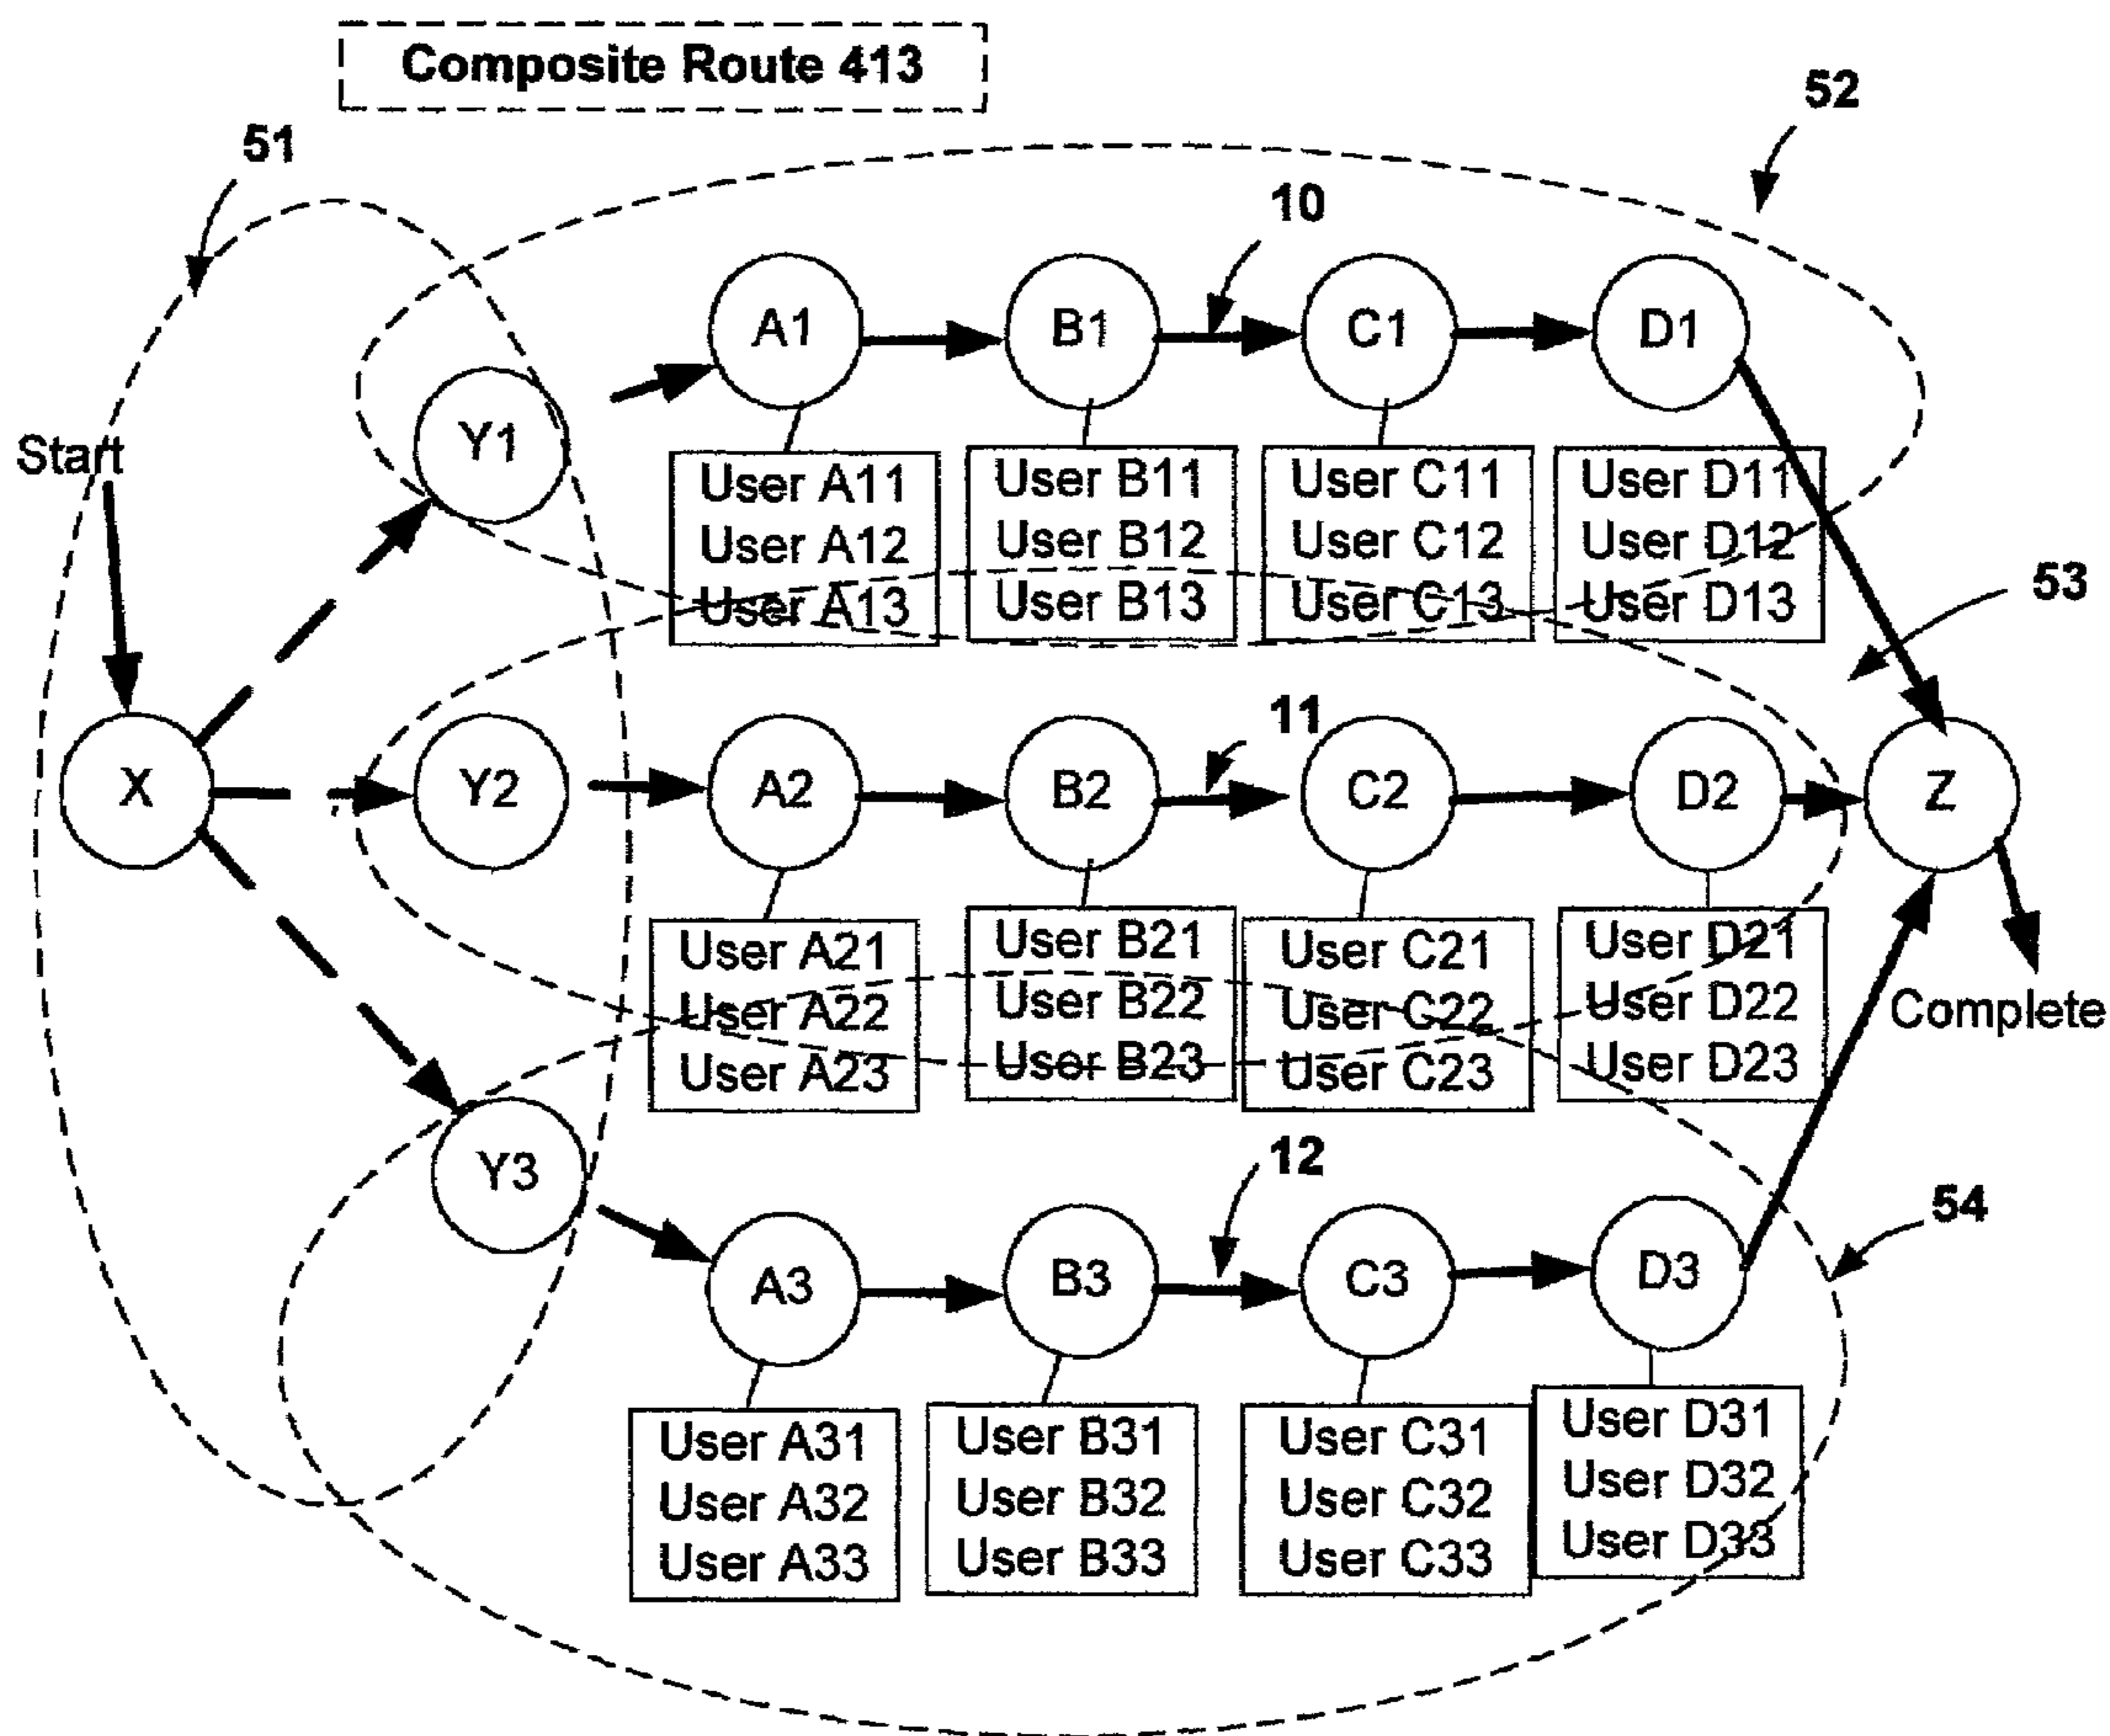 Composite Route 413
51
52
10
A1
B1
C1
D1
Y1
Start
User A11
User A12
User A13
User B11
User B12
User B13
User C11
User C12
User C13
User D11
User D12
User D13
53
11
X
Y2
A2
B2
C2
D2
Z
User A21
User A22
User A23
User B21
User B22
User B23
User C21
User C22
User C23
User D21
User D22
User D23
Complete
12
Y3
54
A3
B3
C3
D3
User A31
User A32
User A33
User B31
User B32
User B33
User C31
User C32
User C33
User D31
User D32
User D33